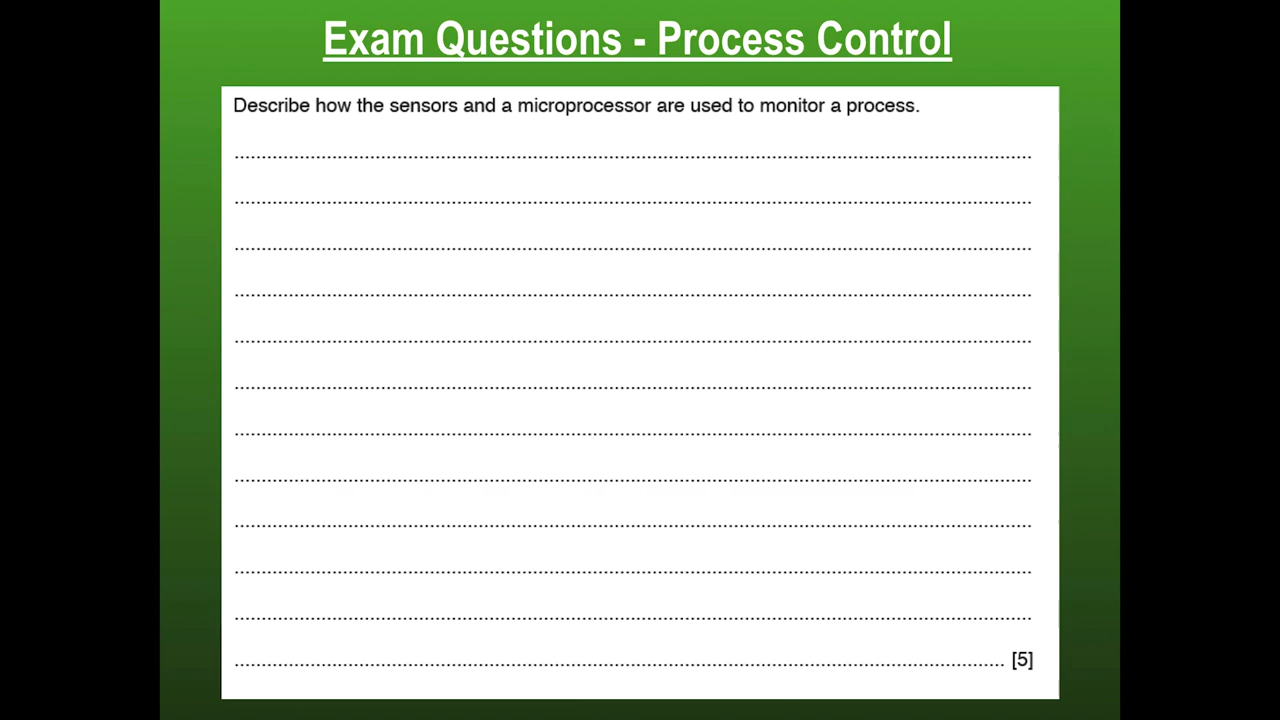 Exam Questions - Process Control
Describe how the sensors and a microprocessor are used to monitor a process.
[5]